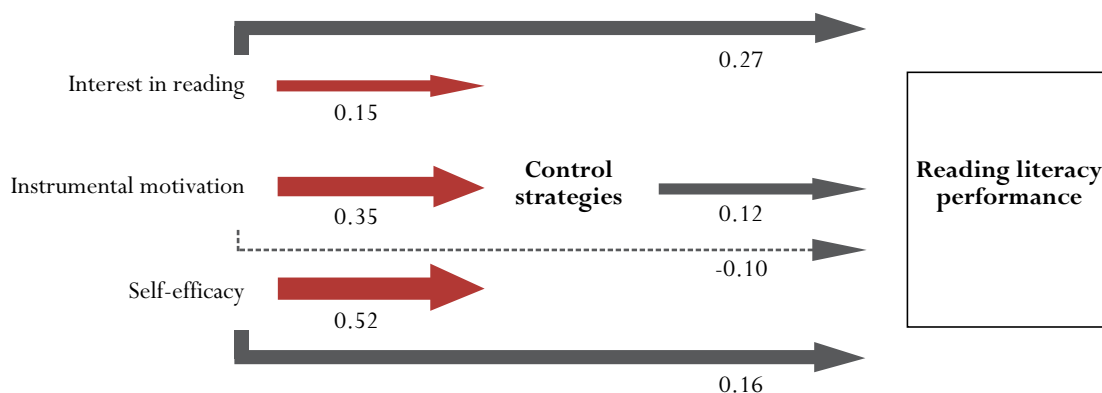 0.27
Interest in reading
0.15
Instrumental motivation
Control
strategies
Reading literacy
performance
0.35
0.12
-0.10
Self-efficacy
0.52
0.16